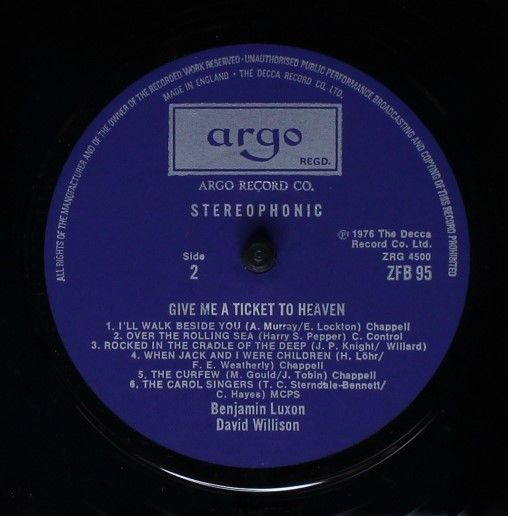 ALL RIGHTS OF THE MANUFACTURER AND OF THE OWNER OF THE RECORDED WORK RESERVED · UNAUTHORISED PUBLIC PERFORMANCE BROADCASTING AND COPYING OF THIS RECORD PROHIBITED
MADE IN ENGLAND · THE DECCA RECORD CO. LTD.
argo
REGD.
ARGO RECORD CO.
STEREOPHONIC
℗ 1976 The Decca
Record Co. Ltd.
Side
ZRG 4500
2
ZFB 95
GIVE ME A TICKET TO HEAVEN
1. I'LL WALK BESIDE YOU (A. Murray/E. Lockton) Chappell
2. OVER THE ROLLING SEA (Harry S. Pepper) C. Control
3. ROCKED IN THE CRADLE OF THE DEEP (J. P. Knight/ Willard)
4. WHEN JACK AND I WERE CHILDREN (H. Löhr/
F. E. Weatherly) Chappell
5. THE CURFEW (M. Gould/J. Tobin) Chappell
6. THE CAROL SINGERS (T. C. Sterndale-Bennett/
C. Hayes) MCPS
Benjamin Luxon
David Willison